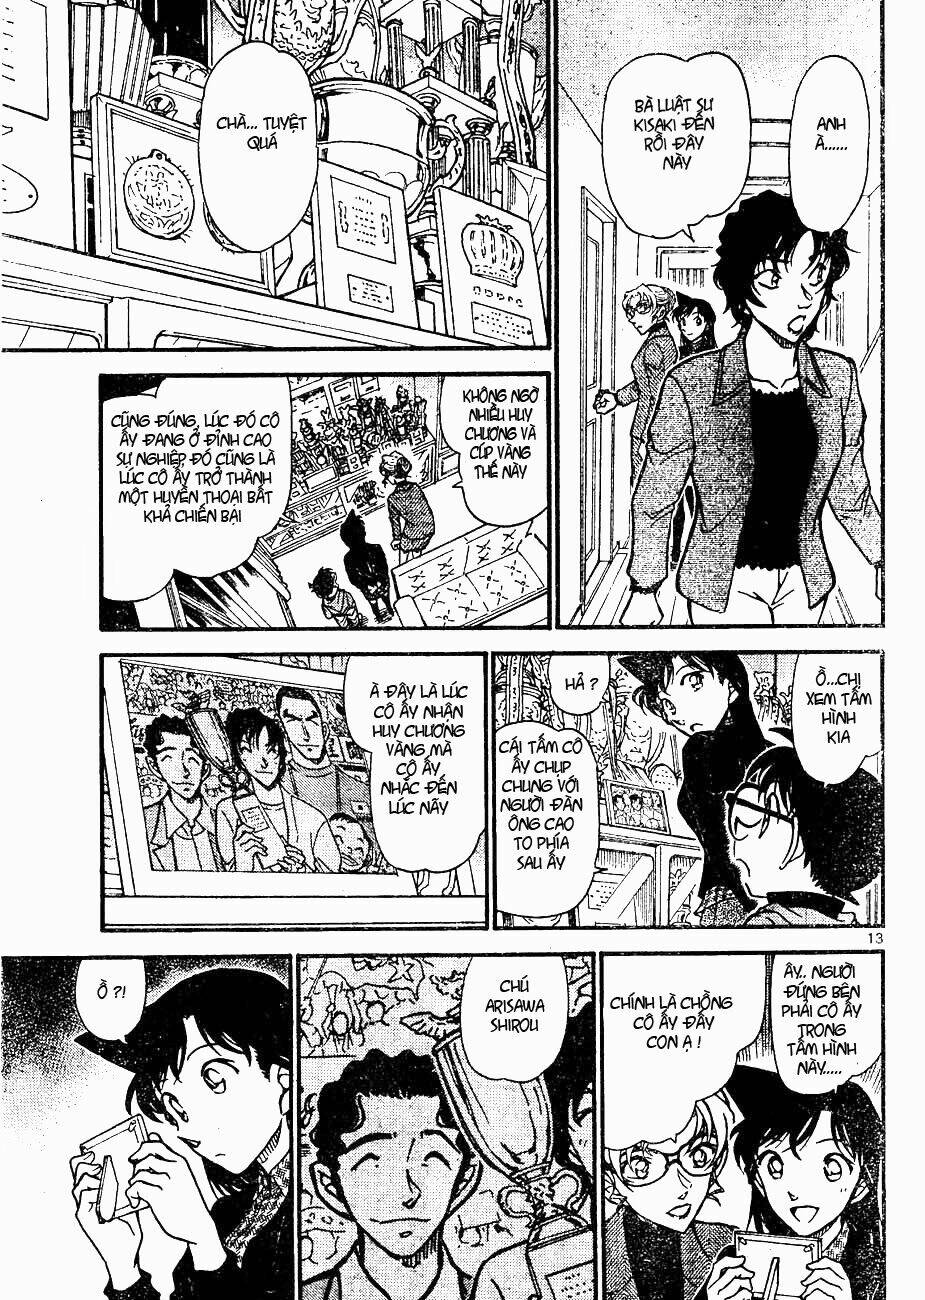 ANH
À......
BÀ LUẬT SƯ
KISAKI ĐẾN
RỒI ĐÂY
NÀY
CHÀ... TUYỆT
QUÁ
KHÔNG NGỜ
NHIỀU HUY
CHƯƠNG VÀ
CÚP VÀNG
THẾ NÀY
CŨNG ĐÚNG, LÚC ĐÓ CÔ
ẤY ĐANG Ở ĐỈNH CAO
SỰ NGHIỆP, ĐÓ CŨNG LÀ
LÚC CÔ ẤY TRỞ THÀNH
MỘT HUYỀN THOẠI BẤT
KHẢ CHIẾN BẠI
Ồ...CHỊ
XEM TẤM
HÌNH
KIA
HẢ ?
CÁI TẤM CÔ
ẤY CHỤP
CHUNG VỚI
NGƯỜI ĐÀN
ÔNG CAO
TO PHÍA
SAU ẤY
À ĐÂY LÀ LÚC
CÔ ẤY NHẬN
HUY CHƯƠNG
VÀNG MÀ
CÔ ẤY
NHẮC ĐẾN
LÚC NÃY
13
ÂY.. NGƯỜI
ĐỨNG BÊN
PHẢI CÔ ẤY
TRONG
TẤM HÌNH
NÀY.....
CHÍNH LÀ CHỒNG
CÔ ẤY ĐẤY
CON Ạ !
CHÚ
ARISAWA
SHIROU
Ồ ?!